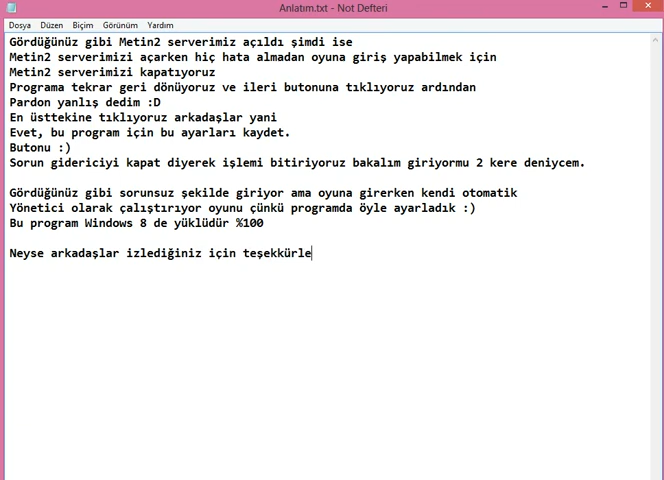 Anlatım.txt - Not Defteri
Dosya Düzen Biçim Görünüm Yardım
Gördüğünüz gibi Metin2 serverimiz açıldı şimdi ise
Metin2 serverimizi açarken hiç hata almadan oyuna giriş yapabilmek için
Metin2 serverimizi kapatıyoruz
Programa tekrar geri dönüyoruz ve ileri butonuna tıklıyoruz ardından
Pardon yanlış dedim :D
En üsttekine tıklıyoruz arkadaşlar yani
Evet, bu program için bu ayarları kaydet.
Butonu :)
Sorun gidericiyi kapat diyerek işlemi bitiriyoruz bakalım giriyormu 2 kere deniycem.
Gördüğünüz gibi sorunsuz şekilde giriyor ama oyuna girerken kendi otomatik
Yönetici olarak çalıştırıyor oyunu çünkü programda öyle ayarladık :)
Bu program Windows 8 de yüklüdür %100
Neyse arkadaşlar izlediğiniz için teşekkürle